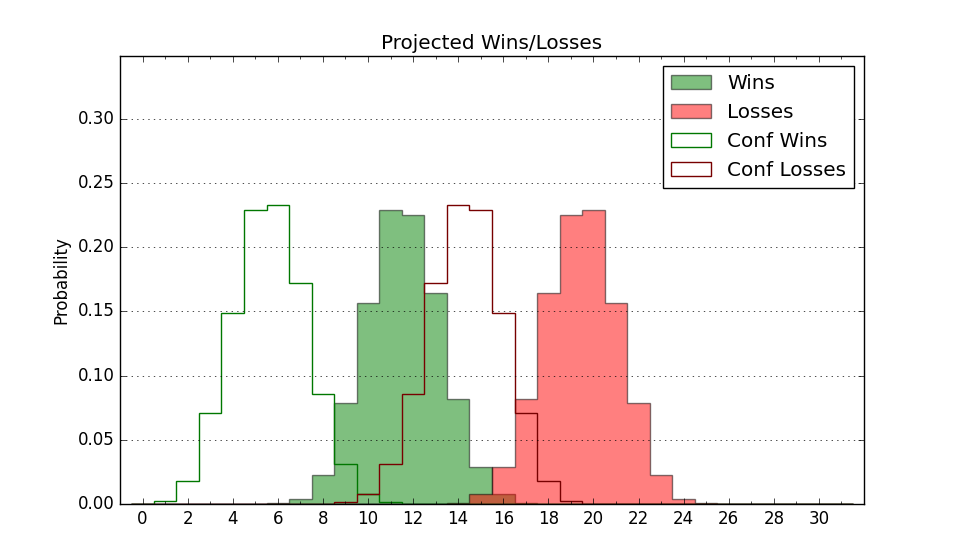 Projected Wins/Losses
Wins
Losses
Conf Wins
Conf Losses
Probability
0.30
0.25
0.20
0.15
0.10
0.05
0.00
0 2 4 6 8 10 12 14 16 18 20 22 24 26 28 30